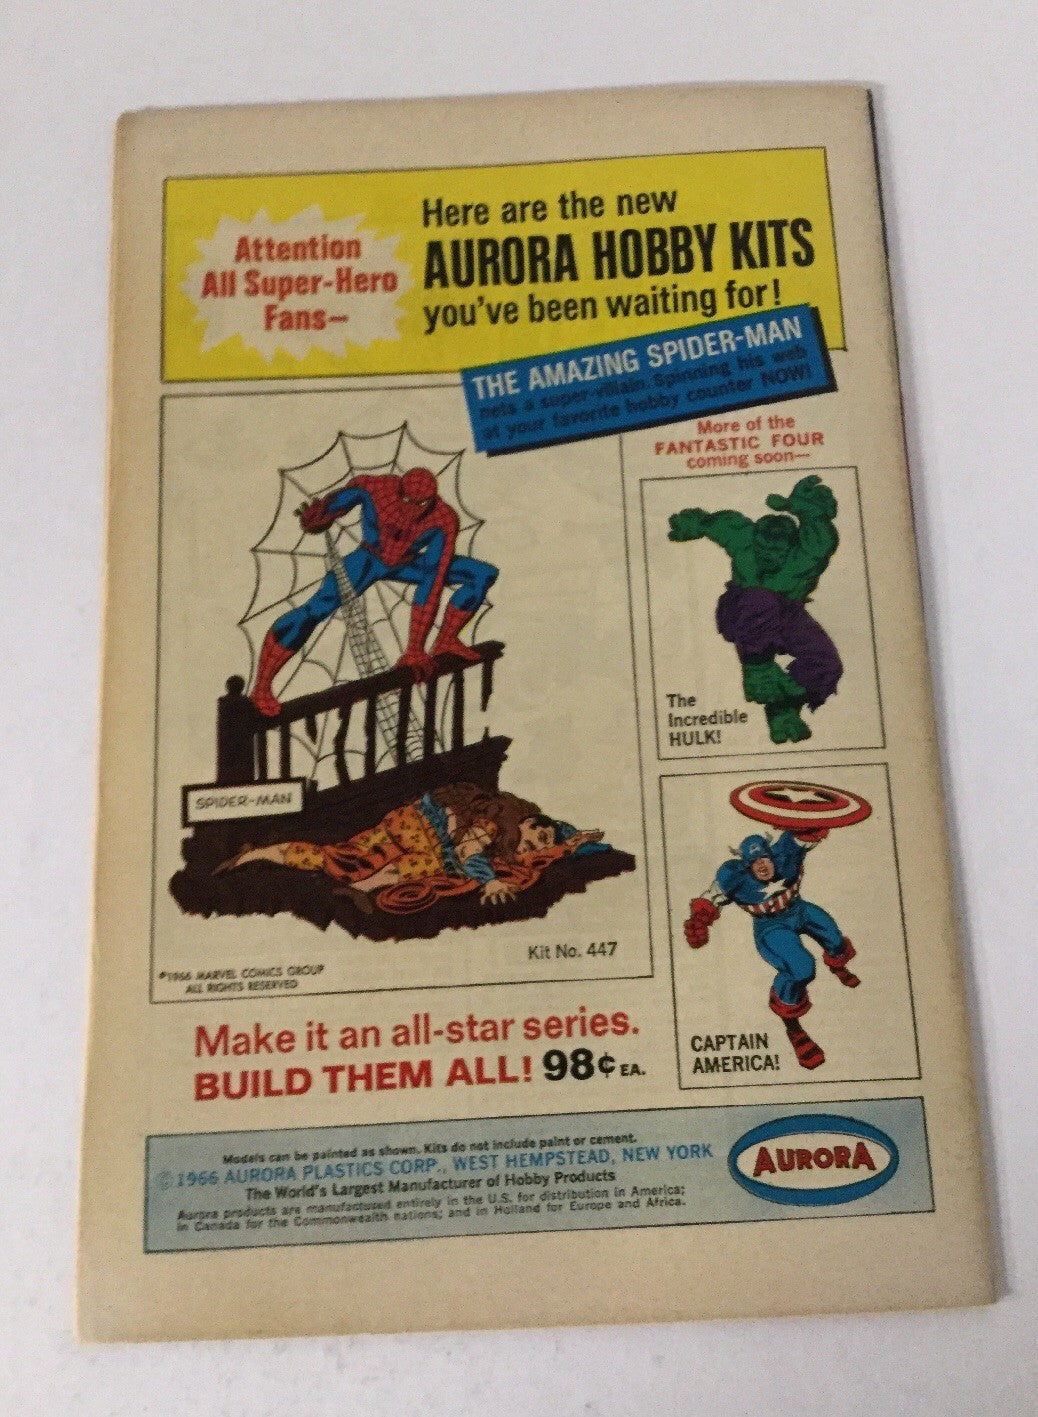 Attention
All Super-Hero
Fans—
Here are the new
AURORA HOBBY KITS
you've been waiting for!
THE AMAZING SPIDER-MAN
nets a super-villain. Spinning his web
at your favorite hobby counter NOW!
More of the
FANTASTIC FOUR
coming soon—
The
Incredible
HULK!
SPIDER-MAN
Kit No. 447
©1966 MARVEL COMICS GROUP
ALL RIGHTS RESERVED
CAPTAIN
AMERICA!
Make it an all-star series.
BUILD THEM ALL! 98¢ EA.
Models can be painted as shown. Kits do not include paint or cement.
©1966 AURORA PLASTICS CORP., WEST HEMPSTEAD, NEW YORK
The World's Largest Manufacturer of Hobby Products
Aurora products are manufactured entirely in the U.S. for distribution in America;
in Canada for the Commonwealth nations; and in Holland for Europe and Africa.
AURORA